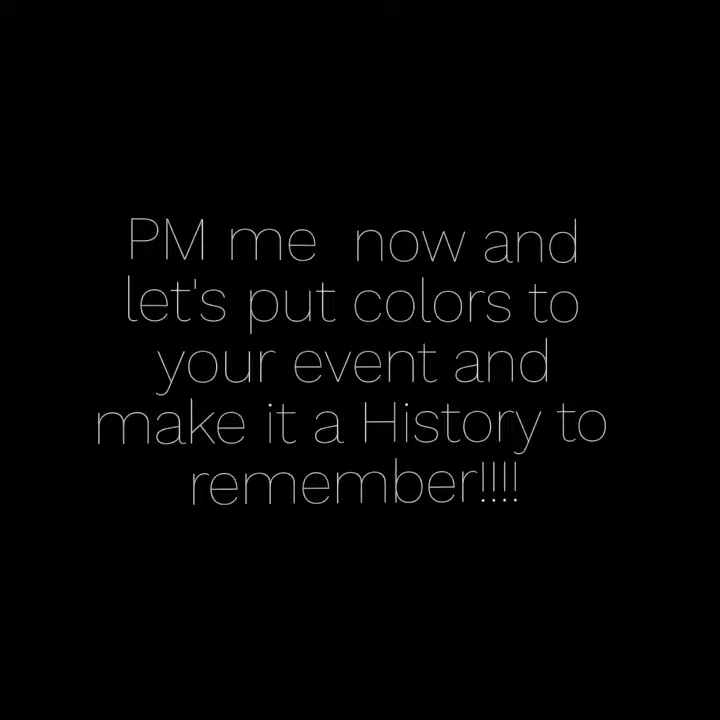 PM me  now and
let's put colors to
your event and
make it a History to
remember!!!!